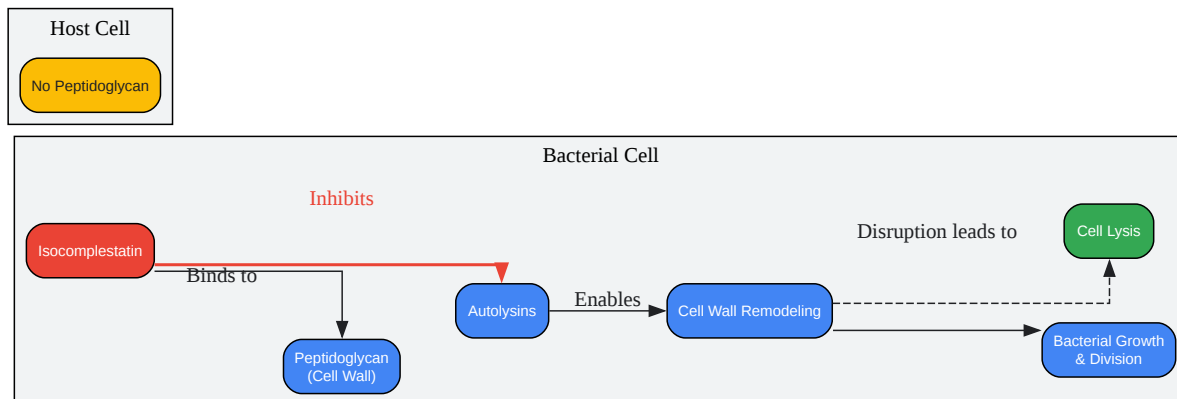 Host Cell
No Peptidoglycan
Bacterial Cell
Inhibits
Isocomplestatin
Binds to
Autolysins
Enables
Cell Wall Remodeling
Disruption leads to
Cell Lysis
Peptidoglycan
(Cell Wall)
Bacterial Growth
& Division